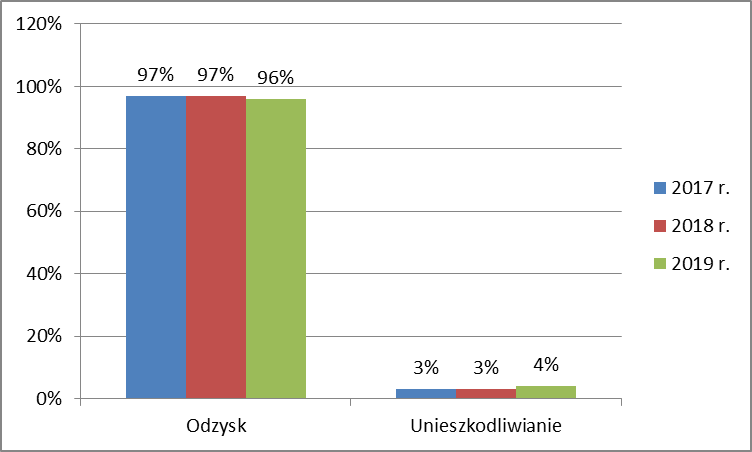 120%
100%
80%
60%
40%
20%
0%
97%
97%
96%
3%
3%
4%
Odzysk
Unieszkodliwianie
2017 r.
2018 r.
2019 r.